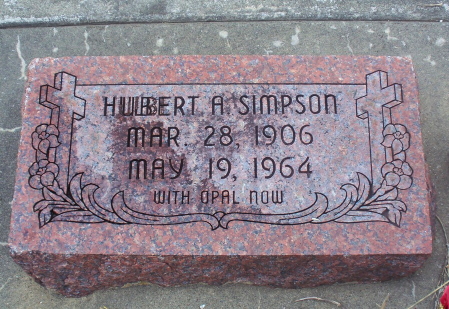 HUBERT A. SIMPSON
MAR. 28, 1906
MAY 19, 1964
WITH OPAL NOW